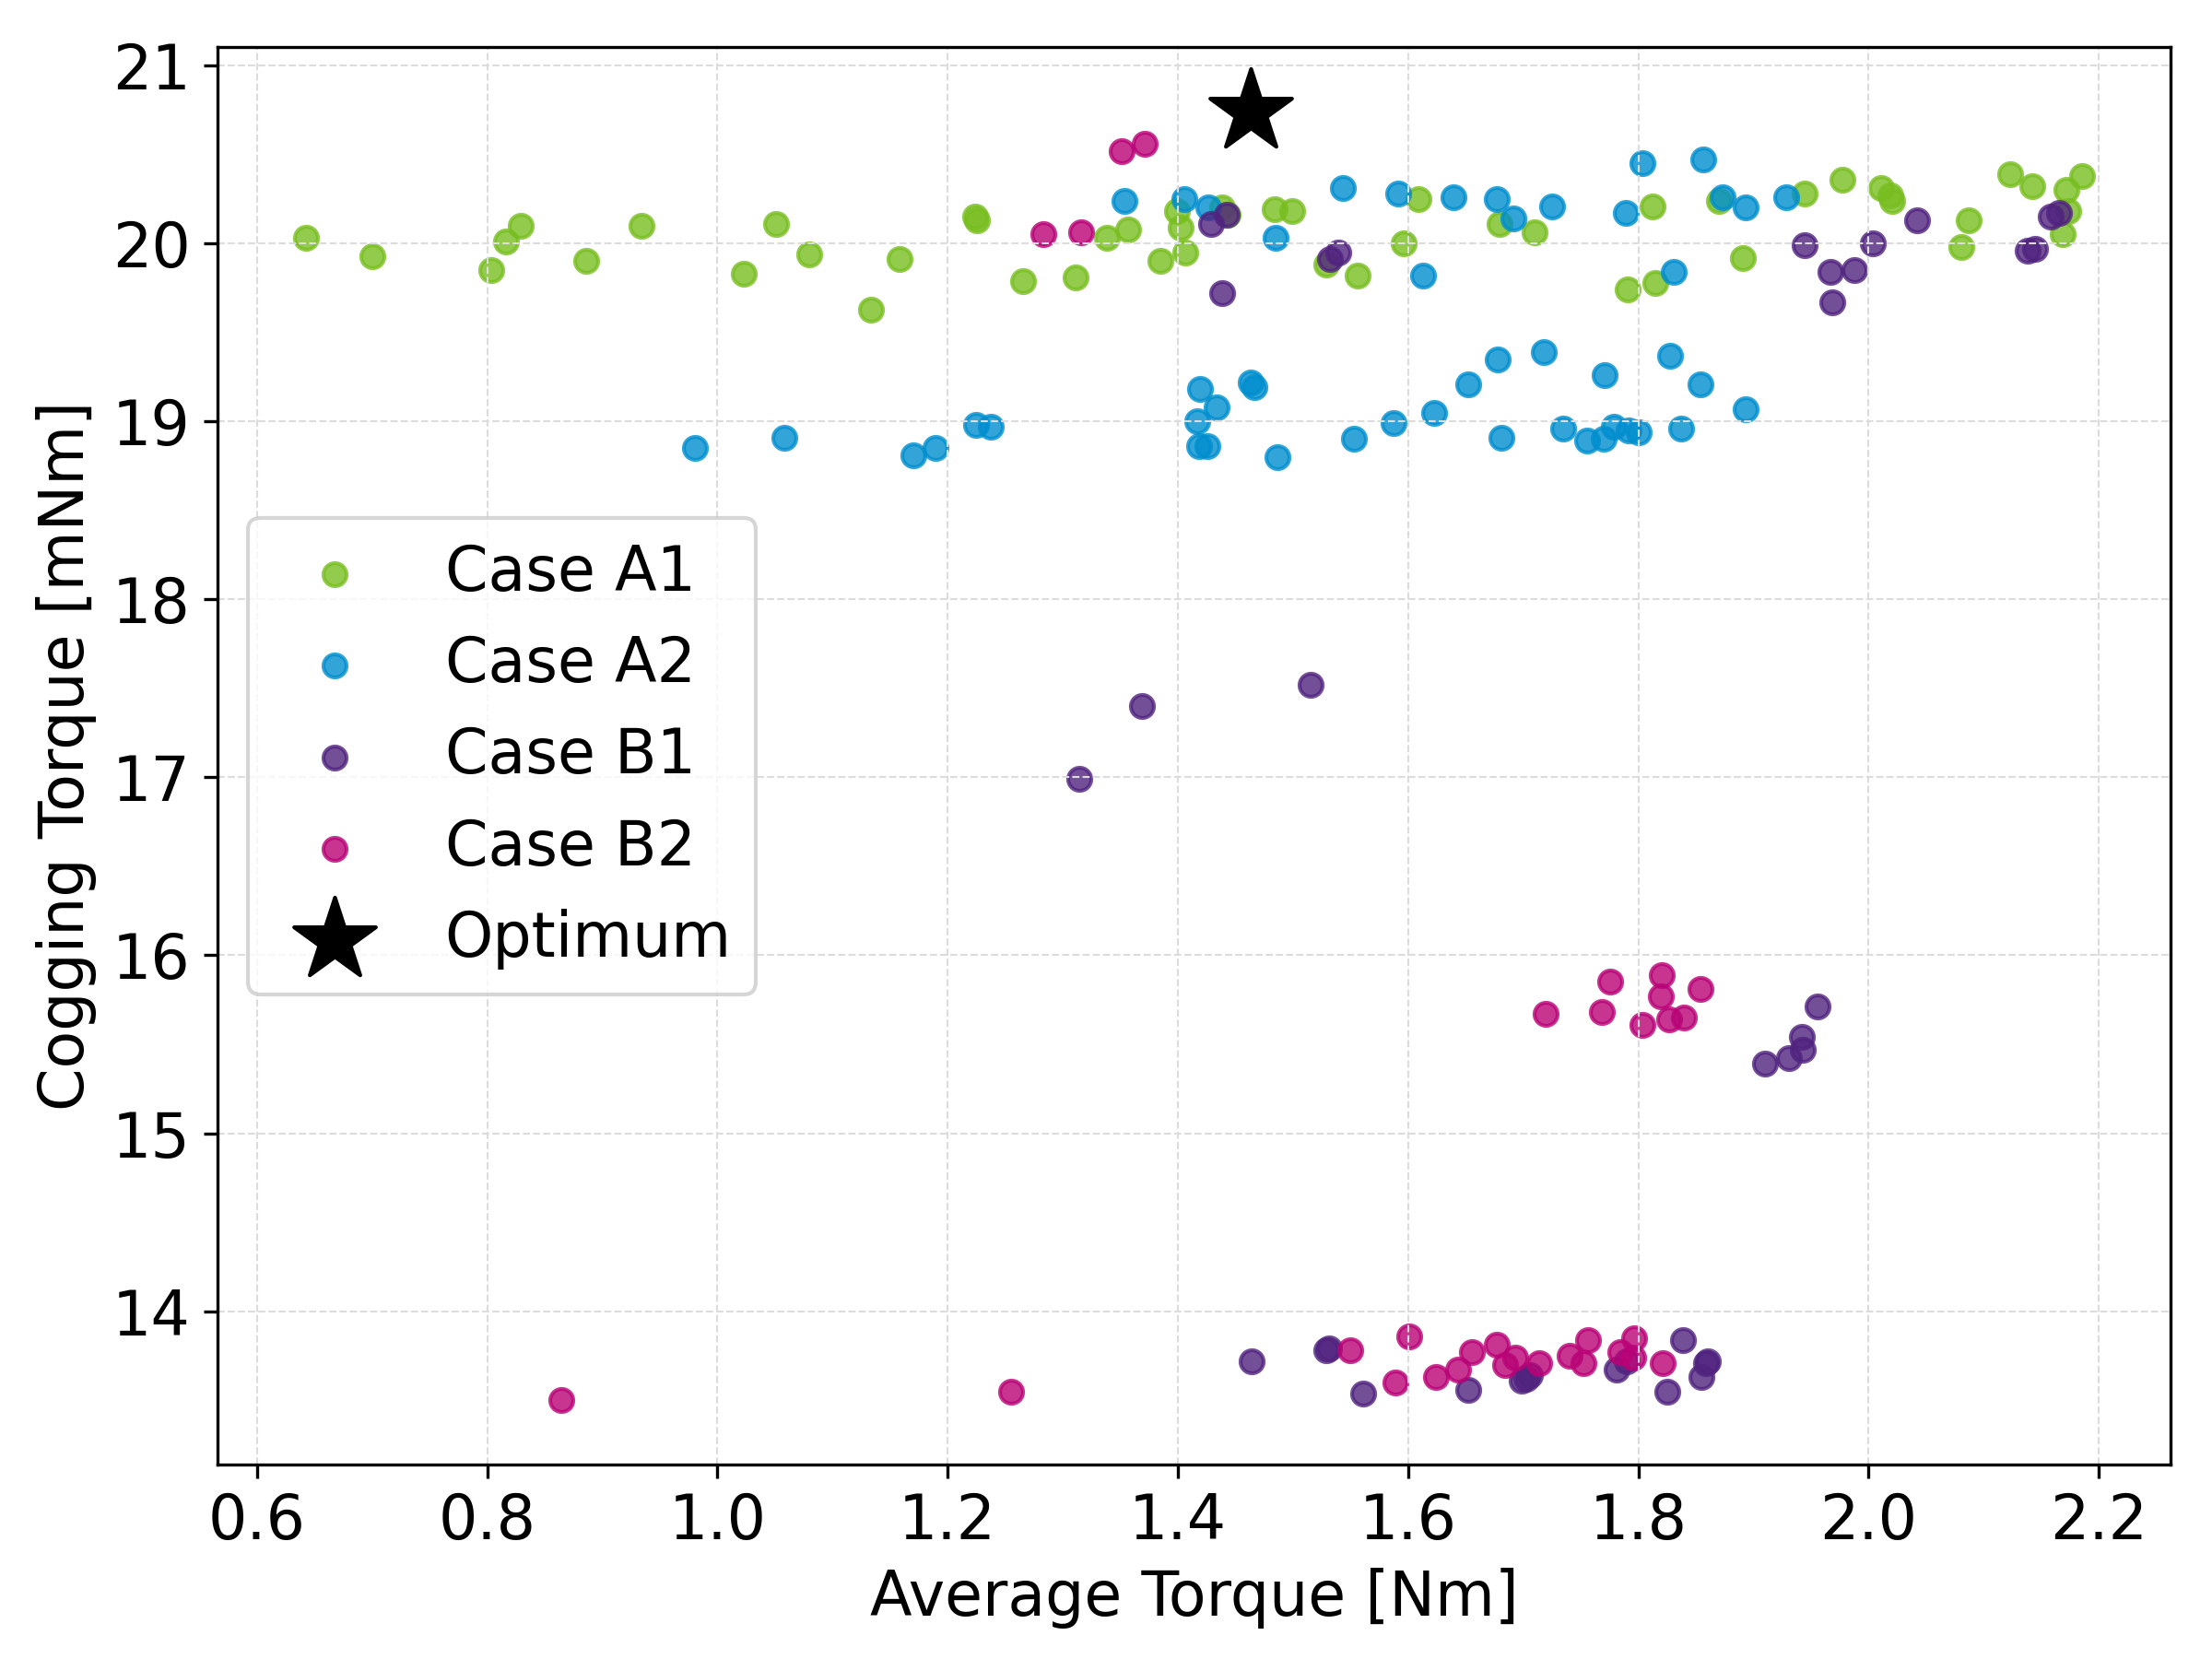 21
20
19
18
17
16
15
14
Cogging Torque [mNm]
Case A1
Case A2
Case B1
Case B2
Optimum
0.6 0.8 1.0 1.2 1.4 1.6 1.8 2.0 2.2
Average Torque [Nm]